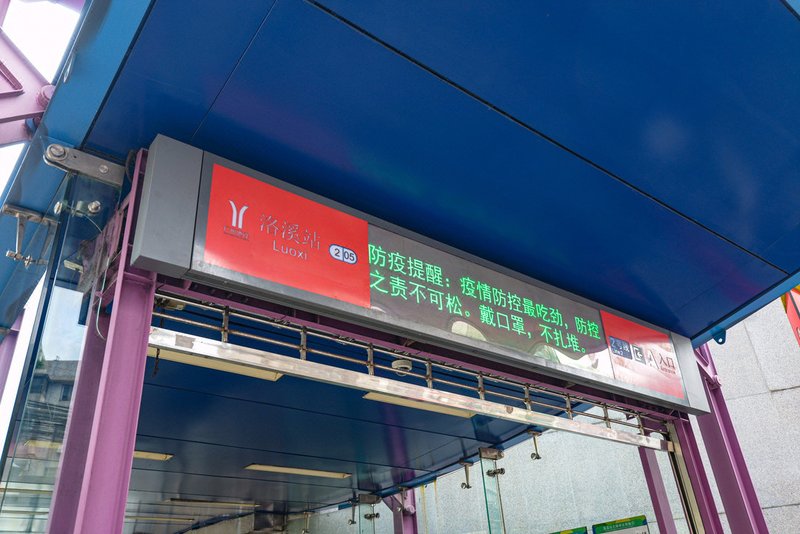 洛溪站
Luoxi
2 05
防疫提醒：疫情防控最吃劲，防控
之责不可松。戴口罩，不扎堆。
入口